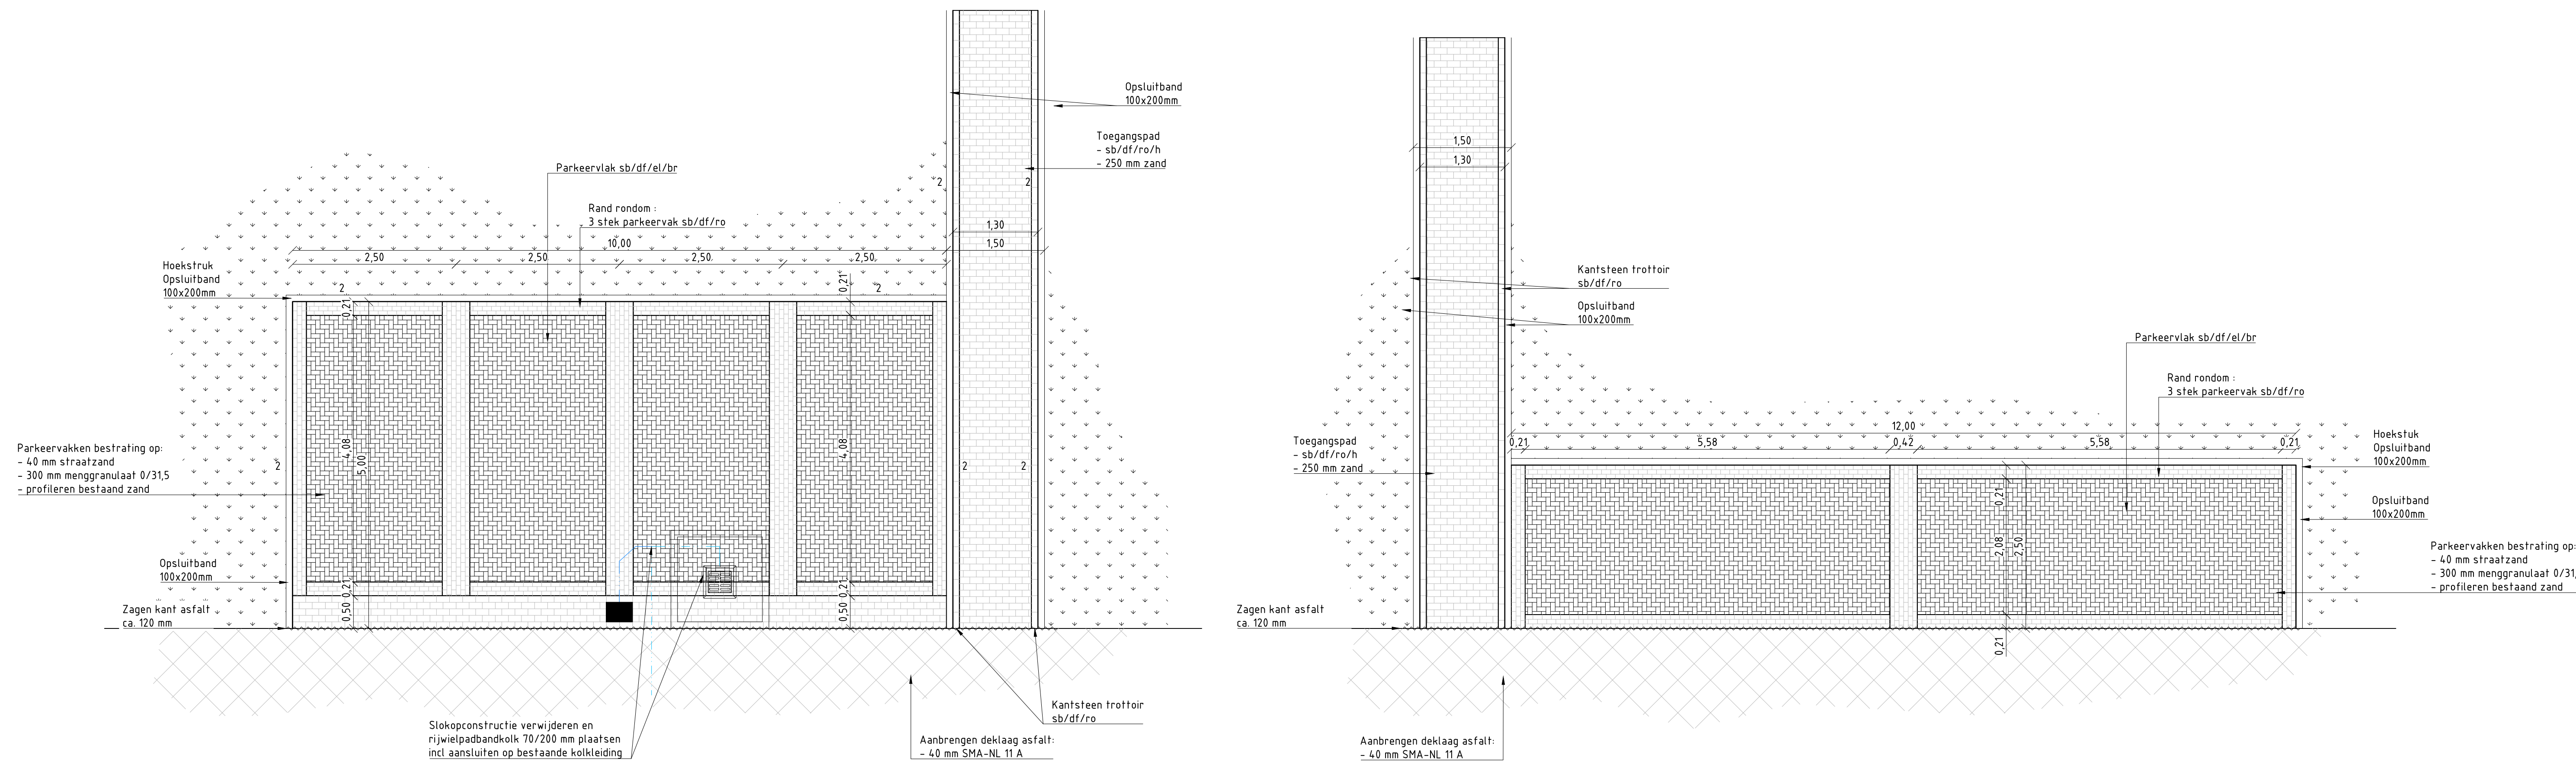 Opsluitband
100x200mm
Toegangspad
- sb/df/ro/h
- 250 mm zand
Parkeervlak sb/df/el/br
2
2
Rand rondom :
3 stek parkeervak sb/df/ro
1,30
10,00
1,50
2,50
2,50
2,50
2,50
Hoekstruk
Opsluitband
100x200mm
2
2
0,21
0,21
Parkeervakken bestrating op:
- 40 mm straatzand
- 300 mm menggranulaat 0/31,5
- profileren bestaand zand
4,08
5,00
4,08
2
2
2
Opsluitband
100x200mm
0,21
0,21
Zagen kant asfalt
ca. 120 mm
0,50
0,50
Slokopconstructie verwijderen en
rijwielpadbandkolk 70/200 mm plaatsen
incl aansluiten op bestaande kolkleiding
Kantsteen trottoir
sb/df/ro
Aanbrengen deklaag asfalt:
- 40 mm SMA-NL 11 A
1,50
1,30
Kantsteen trottoir
sb/df/ro
Opsluitband
100x200mm
Parkeervlak sb/df/el/br
Rand rondom :
3 stek parkeervak sb/df/ro
12,00
0,21
5,58
0,42
5,58
0,21
Toegangspad
- sb/df/ro/h
- 250 mm zand
Hoekstuk
Opsluitband
100x200mm
Opsluitband
100x200mm
0,21
2,08
2,50
Parkeervakken bestrating op:
- 40 mm straatzand
- 300 mm menggranulaat 0/31,
- profileren bestaand zand
Zagen kant asfalt
ca. 120 mm
0,21
Aanbrengen deklaag asfalt:
- 40 mm SMA-NL 11 A